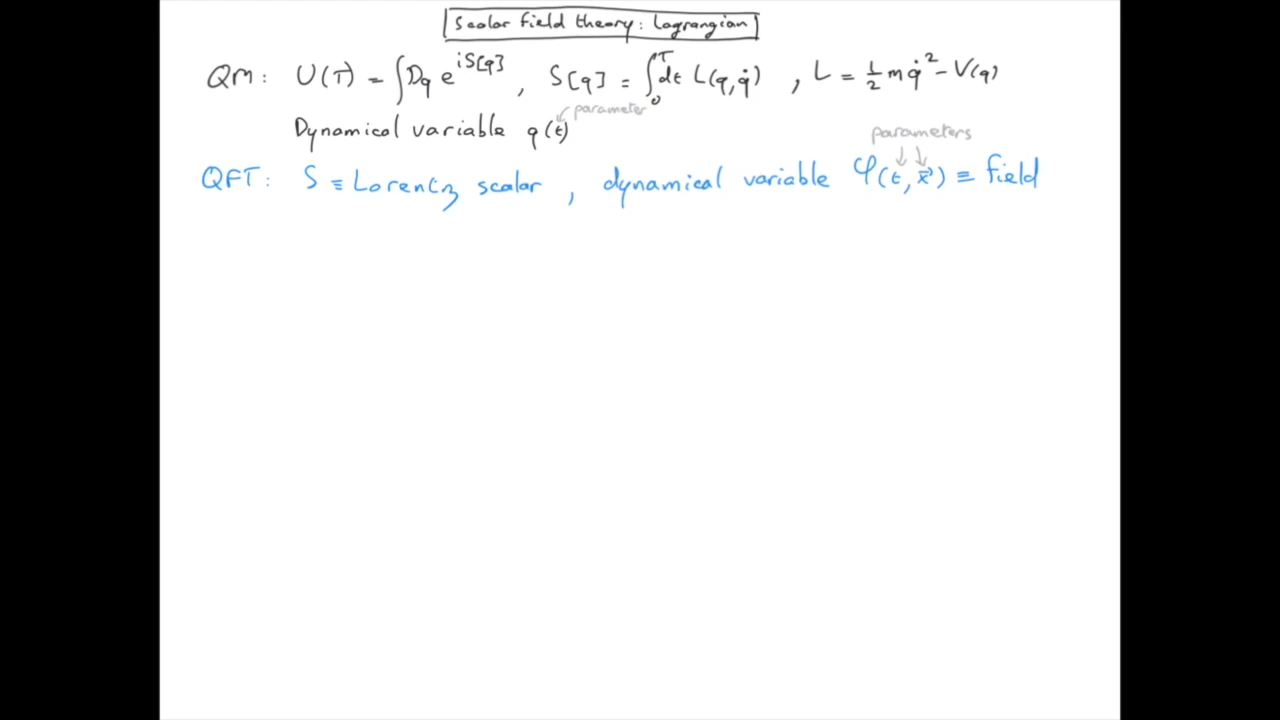 Scalar field theory: Lagrangian
QM: U(T) = ∫Dq e^{iS[q]}, S[q] = ∫₀ᵀ dt L(q, q̇), L = ½ m q̇² - V(q)
parameter
Dynamical variable q(t)
parameters
QFT: S ≡ Lorentz scalar, dynamical variable φ(t, x⃗) ≡ field